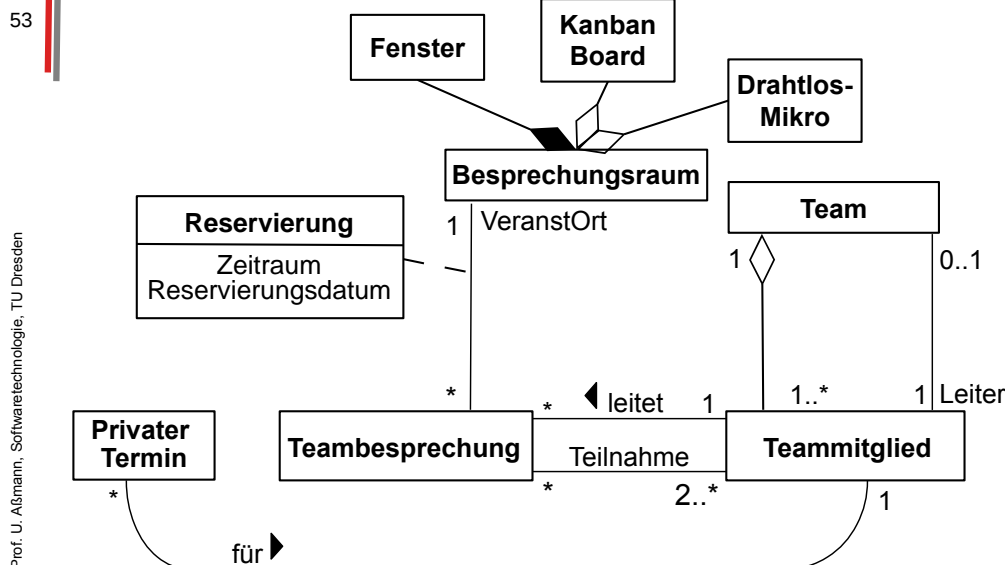 53
Fenster
Kanban
Board
Drahtlos-
Mikro
Besprechungsraum
Team
Reservierung
Zeitraum
Reservierungsdatum
1
VeranstOrt
1
0..1
*
*
leitet
1
1..*
1
Leiter
Privater
Termin
Teambesprechung
Teilnahme
Teammitglied
*
*
2..*
1
für
Prof. U. Aßmann, Softwaretechnologie, TU Dresden